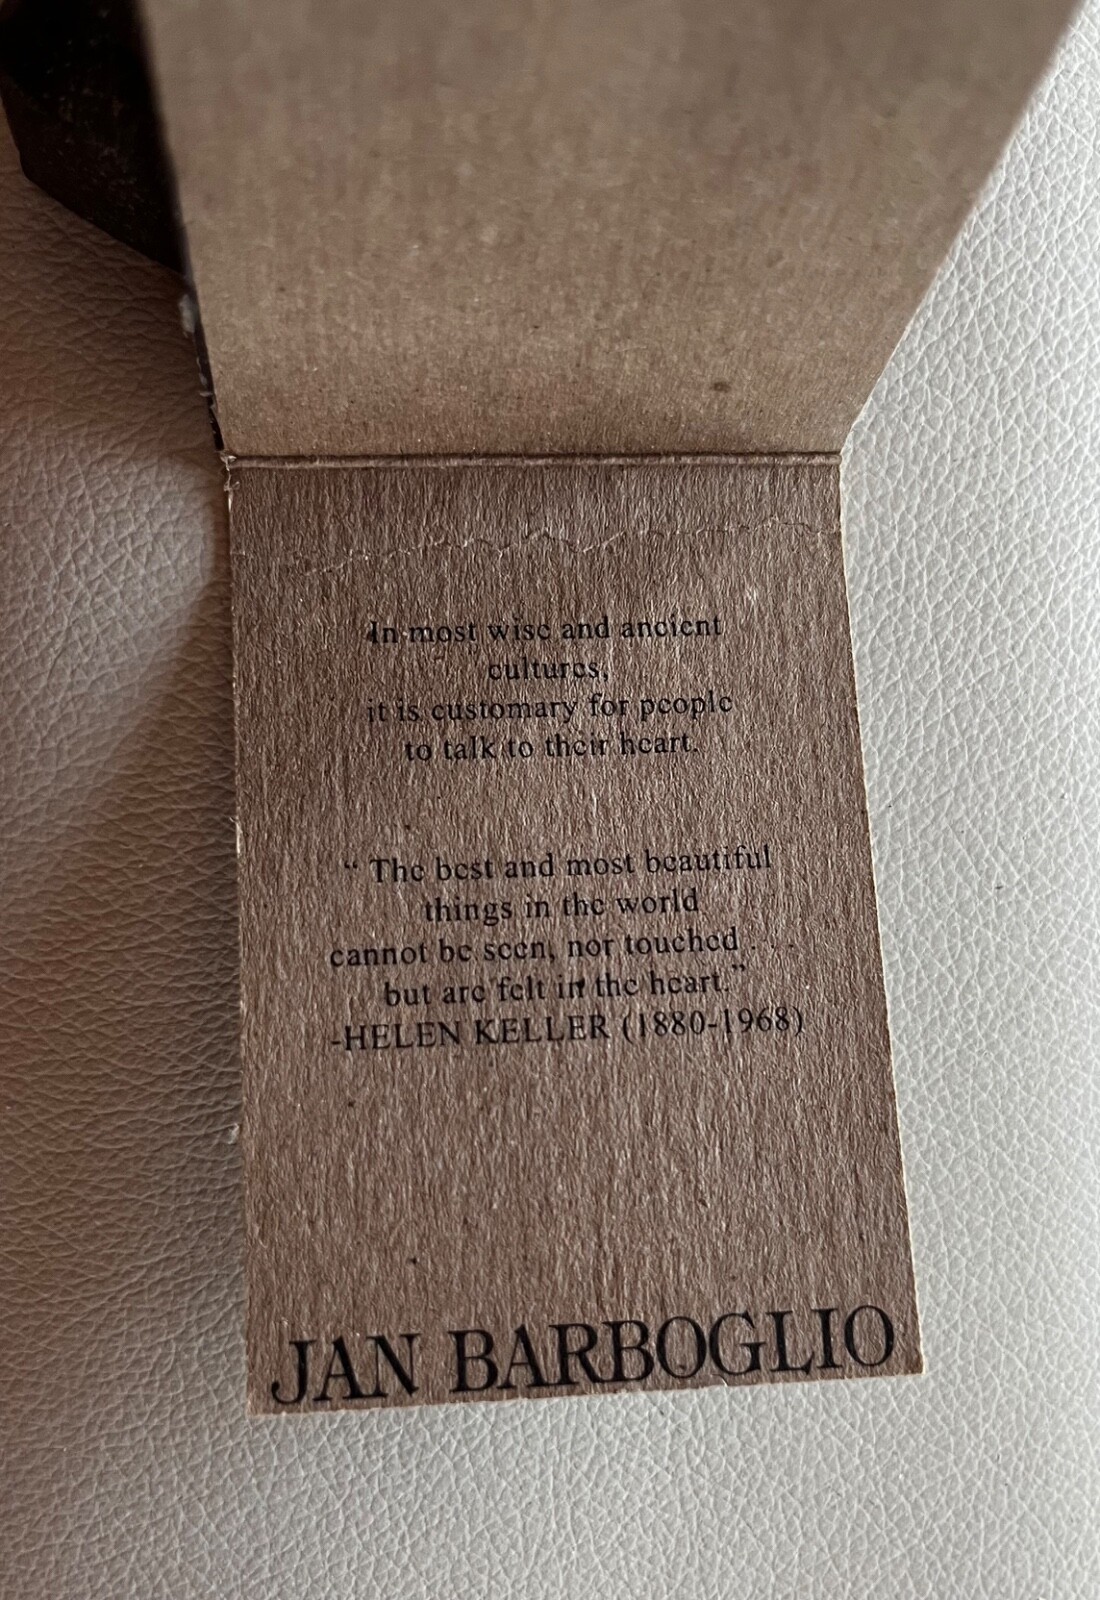 In most wise and ancient
cultures,
it is customary for people
to talk to their heart.
“ The best and most beautiful
things in the world
cannot be seen, nor touched . . .
but are felt in the heart.”
-HELEN KELLER (1880-1968)
JAN BARBOGLIO